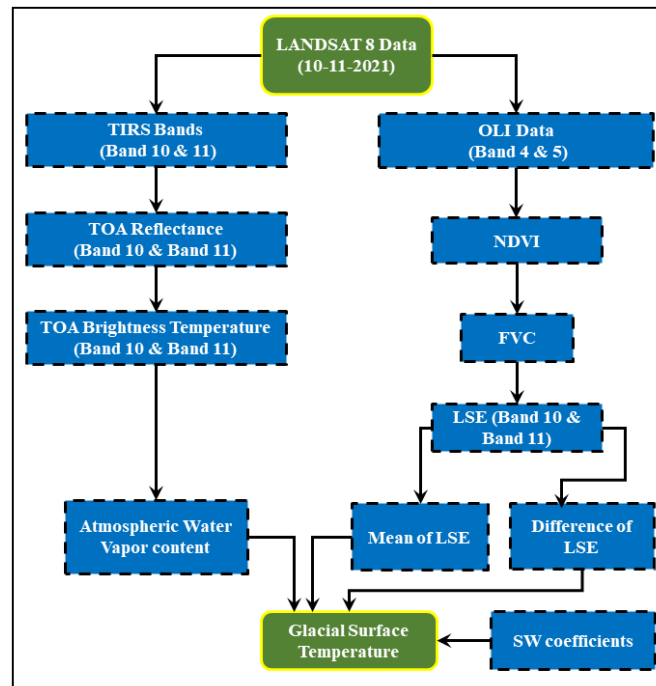 LANDSAT 8 Data
(10-11-2021)
TIRS Bands
(Band 10 & 11)
OLI Data
(Band 4 & 5)
TOA Reflectance
(Band 10 & Band 11)
NDVI
TOA Brightness Temperature
(Band 10 & Band 11)
FVC
LSE (Band 10 &
Band 11)
Atmospheric Water
Vapor content
Mean of LSE
Difference of
LSE
Glacial Surface
Temperature
SW coefficients